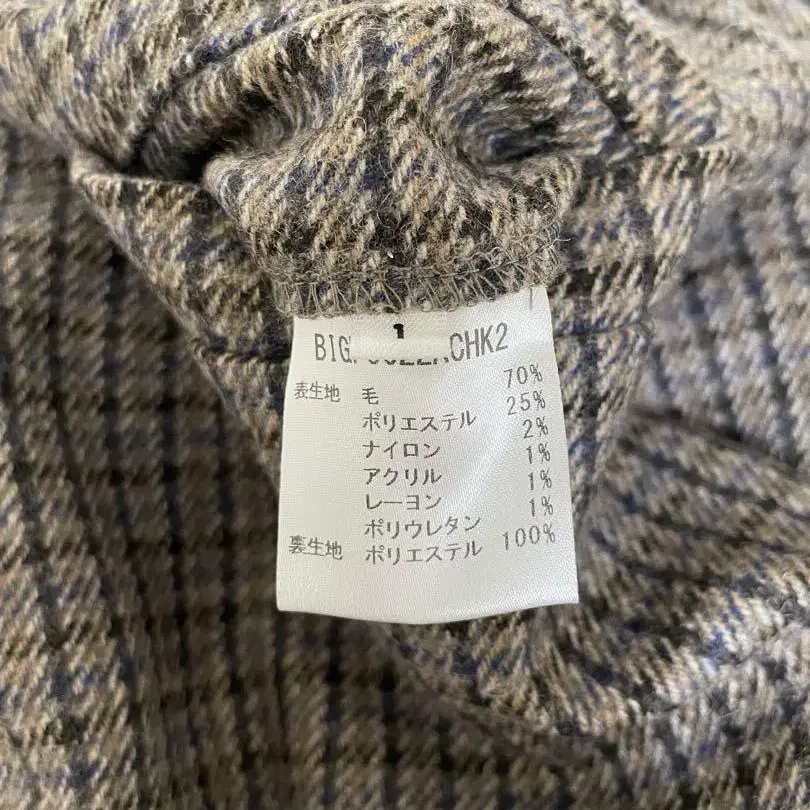 1
CHK2
表生地 毛 70%
ポリエステル 25%
ナイロン 2%
アクリル 1%
レーヨン 1%
ポリウレタン 1%
裏生地 ポリエステル 100%